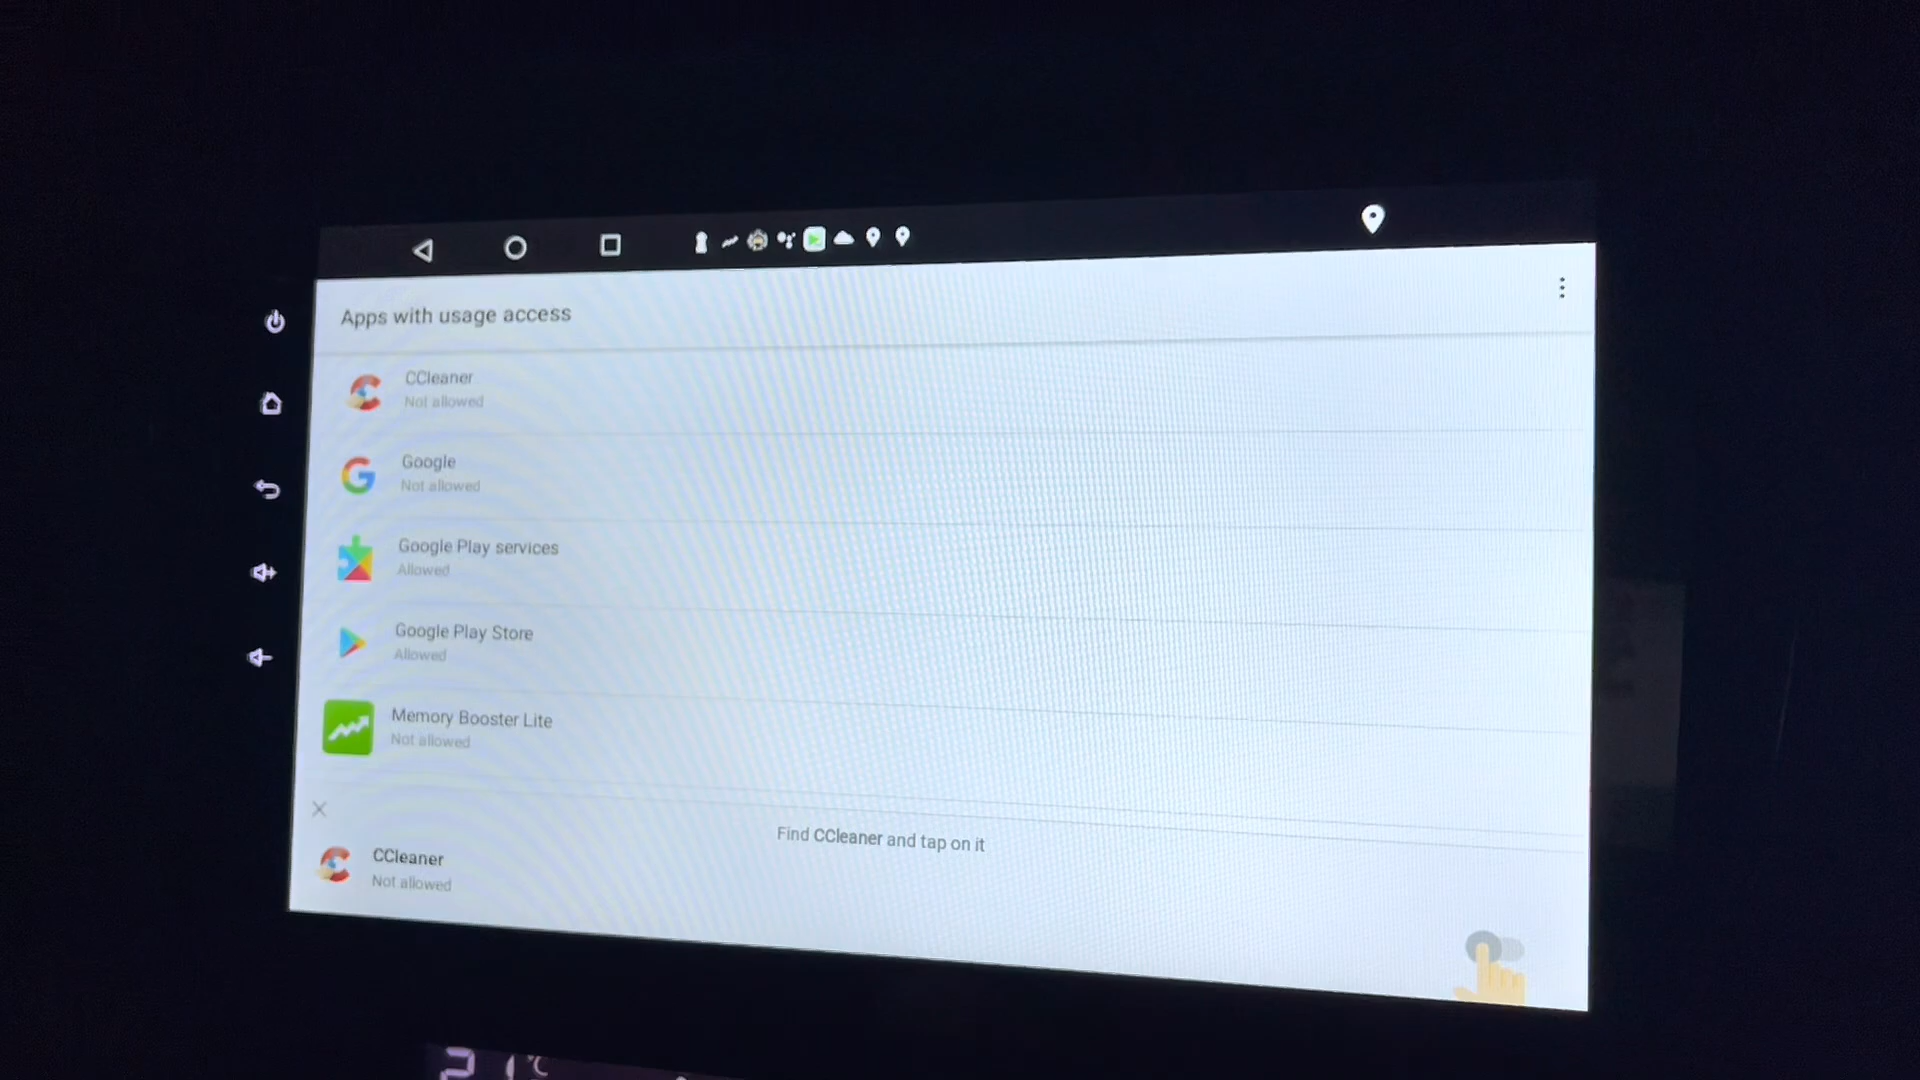 Apps with usage access
CCleaner
Not allowed
Google
Not allowed
Google Play services
Allowed
Google Play Store
Allowed
Memory Booster Lite
Not allowed
Find CCleaner and tap on it
CCleaner
Not allowed